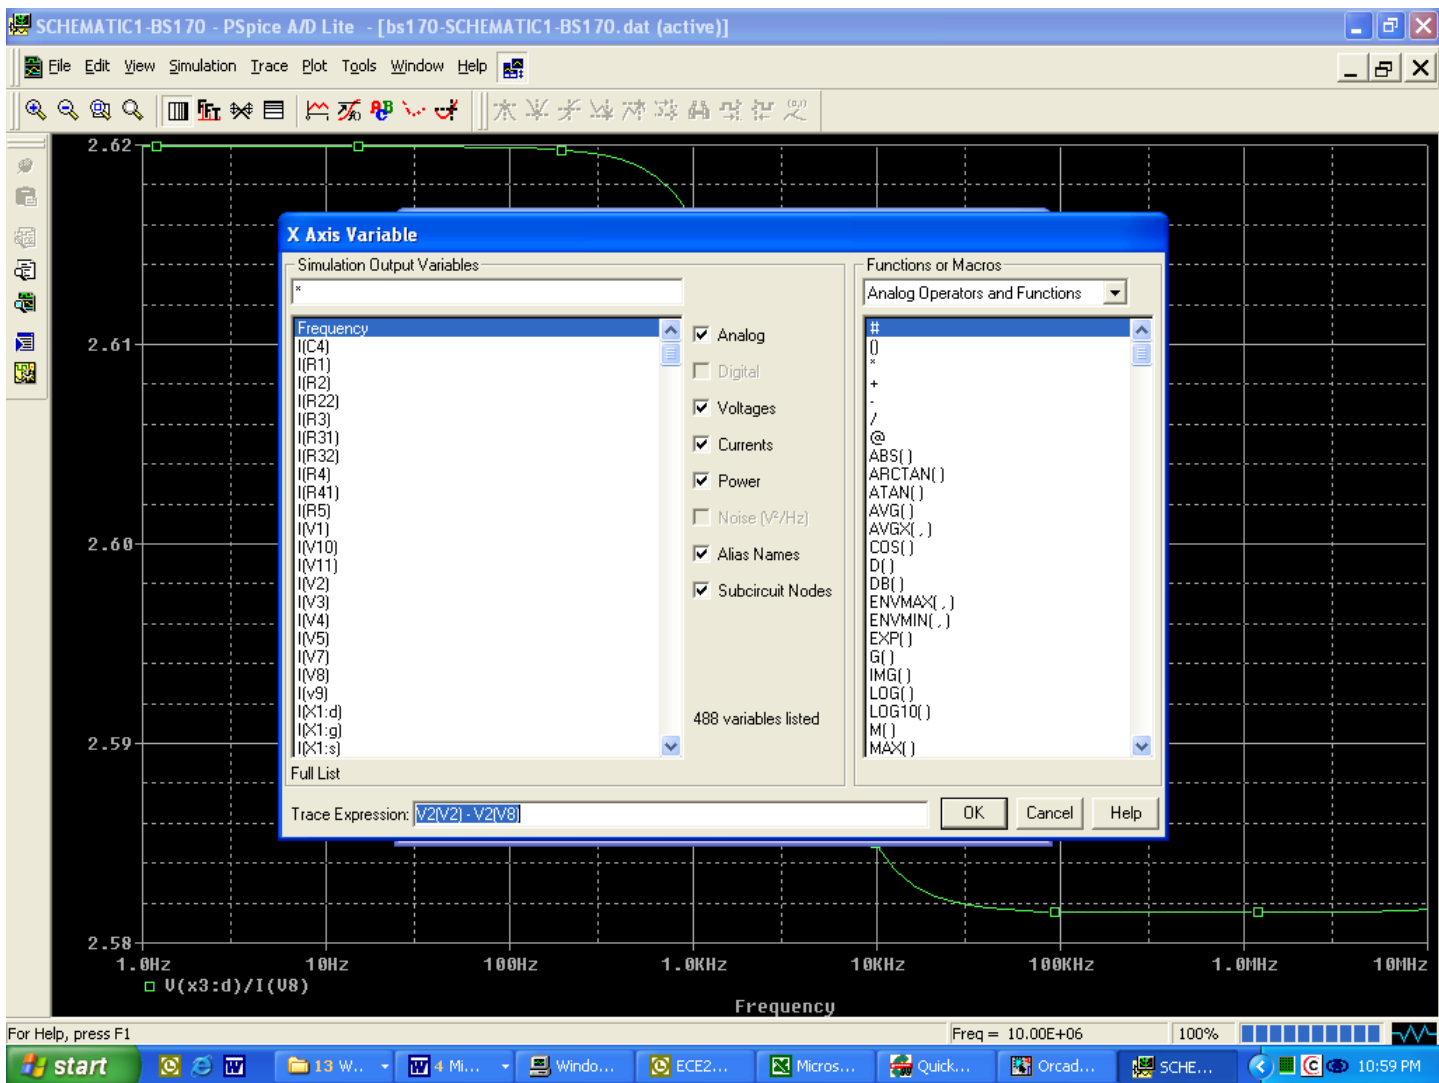 SCHEMATIC1-BS170 - PSpice A/D Lite - [bs170-SCHEMATIC1-BS170.dat (active)]
File Edit View Simulation Trace Plot Tools Window Help
2.62
2.61
2.60
2.59
2.58
X Axis Variable
Simulation Output Variables
*
Frequency
I(C4)
I(R1)
I(R2)
I(R22)
I(R3)
I(R31)
I(R32)
I(R4)
I(R41)
I(R5)
I(V1)
I(V10)
I(V11)
I(V2)
I(V3)
I(V4)
I(V5)
I(V7)
I(V8)
I(v9)
I(X1:d)
I(X1:g)
I(X1:s)
Full List
Analog
Digital
Voltages
Currents
Power
Noise (V²/Hz)
Alias Names
Subcircuit Nodes
488 variables listed
Functions or Macros
Analog Operators and Functions
#
()
*
+
-
/
@
ABS( )
ARCTAN( )
ATAN( )
AVG( )
AVGX( , )
COS( )
D( )
DB( )
ENVMAX( , )
ENVMIN( , )
EXP( )
G( )
IMG( )
LOG( )
LOG10( )
M( )
MAX( )
Trace Expression: V2(V2) - V2(V8)
OK Cancel Help
1.0Hz 10Hz 100Hz 1.0KHz 10KHz 100KHz 1.0MHz 10MHz
V(x3:d)/I(V8)
Frequency
For Help, press F1 Freq = 10.00E+06 100%
start 13 W... 4 Mi... Windo... ECE2... Micros... Quick... Orcad... SCHE... 10:59 PM